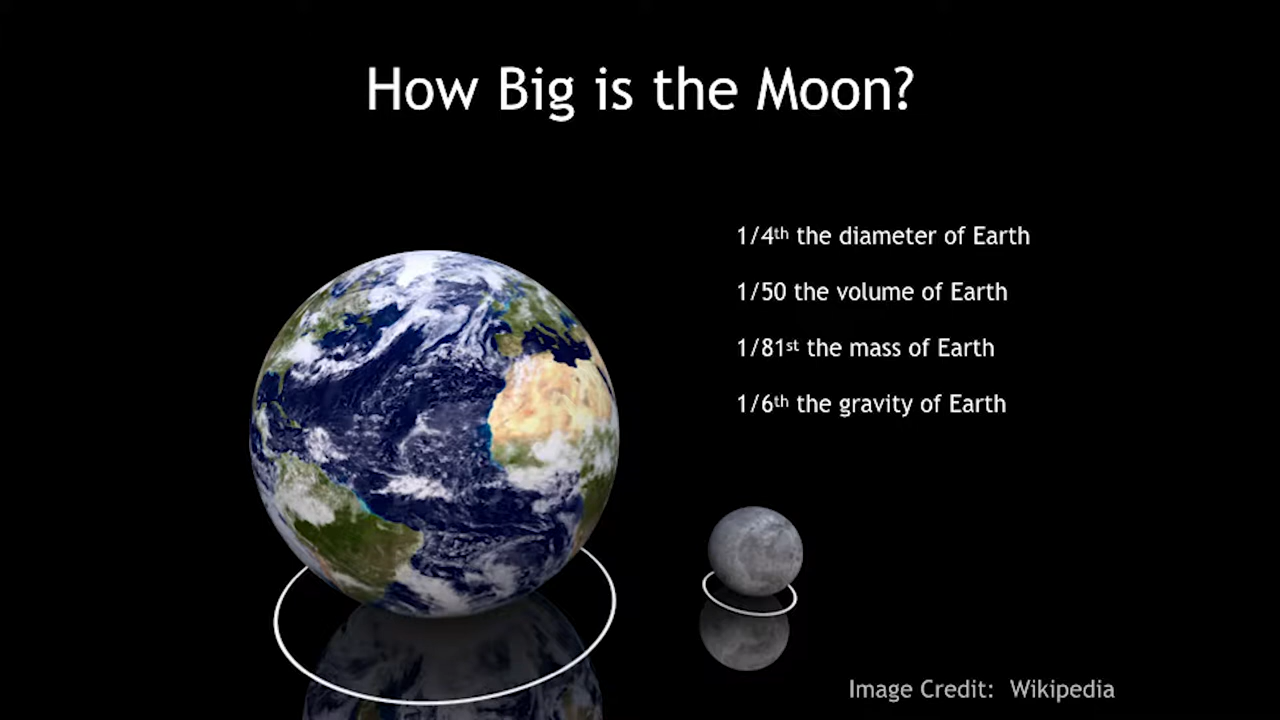 How Big is the Moon?
1/4th the diameter of Earth
1/50 the volume of Earth
1/81st the mass of Earth
1/6th the gravity of Earth
Image Credit: Wikipedia